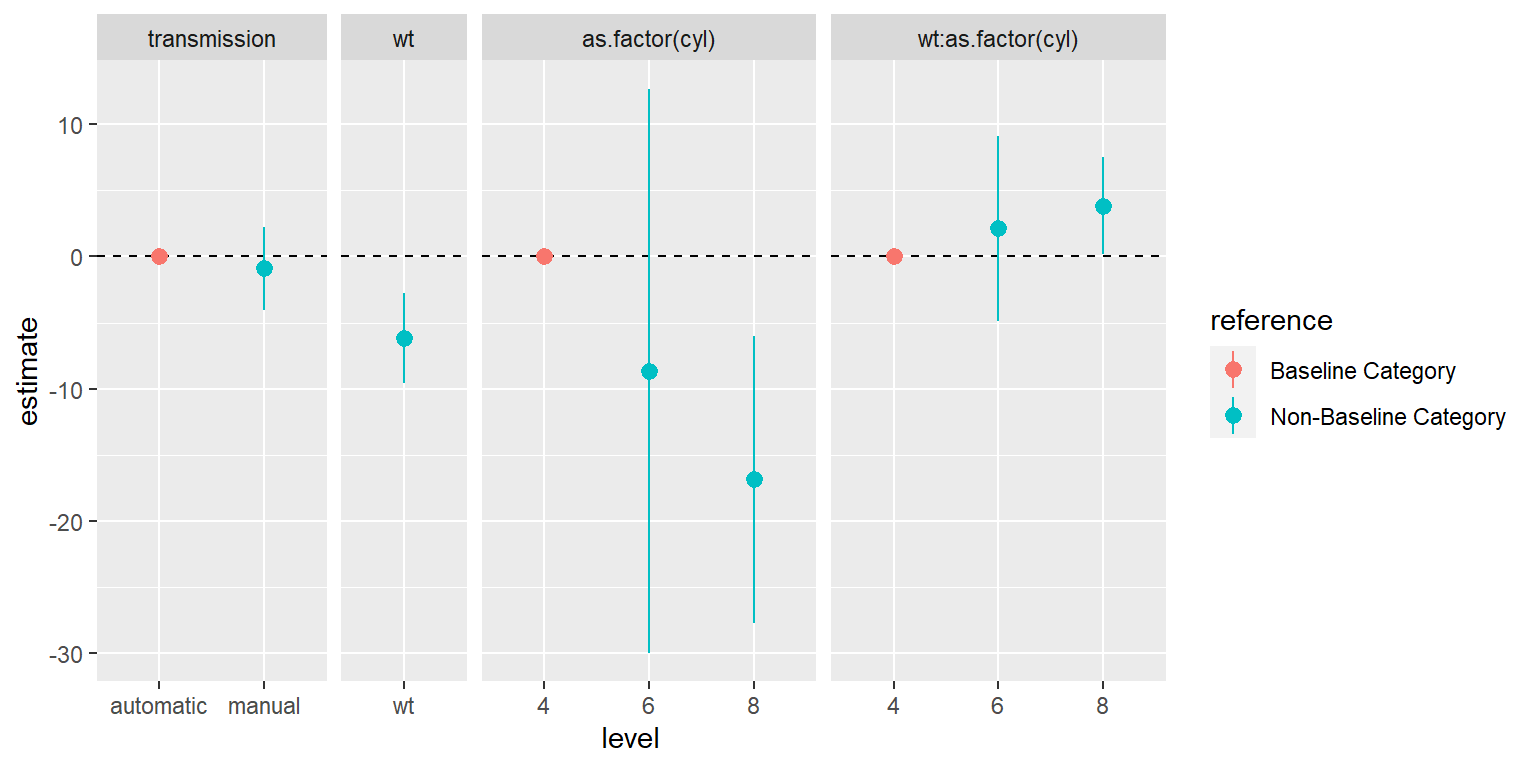 transmission wt as.factor(cyl) wt:as.factor(cyl)
10
0
-10
-20
-30
estimate
automatic manual wt 4 6 8 4 6 8
level
reference
Baseline Category
Non-Baseline Category